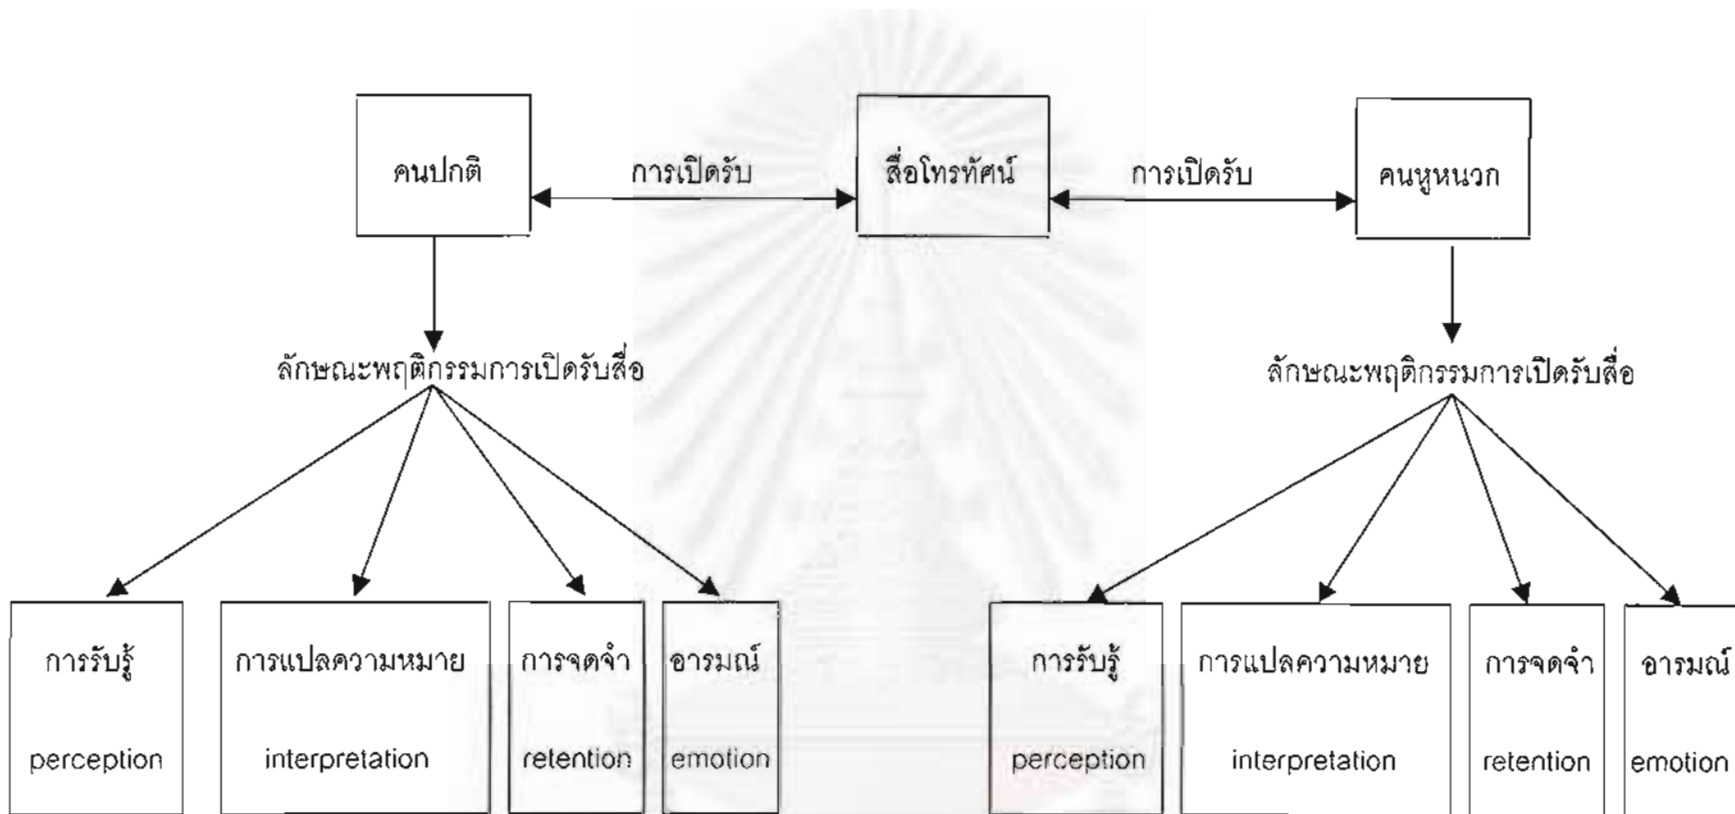 คนปกติ
การเปิดรับ
สื่อโทรทัศน์
การเปิดรับ
คนหูหนวก
ลักษณะพฤติกรรมการเปิดรับสื่อ
ลักษณะพฤติกรรมการเปิดรับสื่อ
การรับรู้
การแปลความหมาย
การจดจำ
อารมณ์
perception
interpretation
retention
emotion
การรับรู้
การแปลความหมาย
การจดจำ
อารมณ์
perception
interpretation
retention
emotion